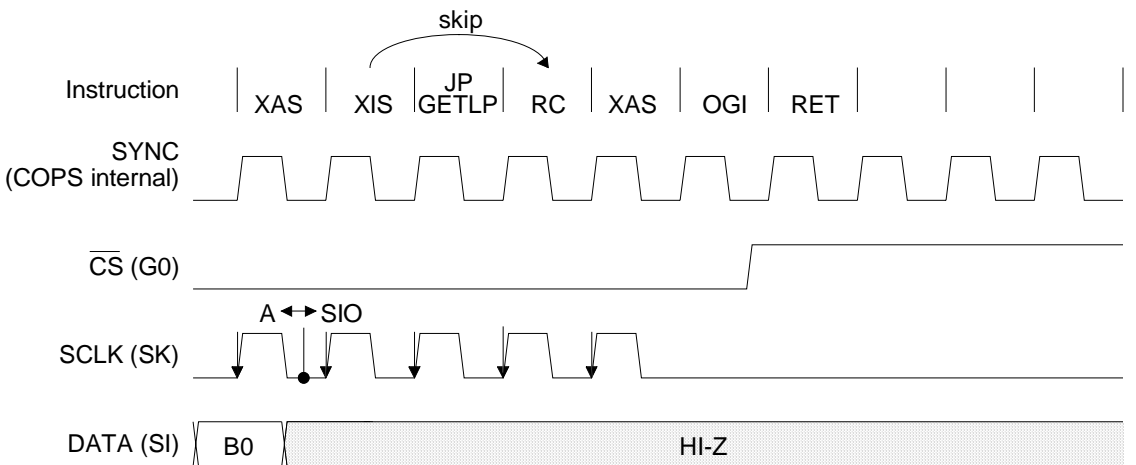 skip
Instruction
XAS XIS JP GETLP RC XAS OGI RET
SYNC
(COPS internal)
CS (G0)
A SIO
SCLK (SK)
DATA (SI) B0 HI-Z